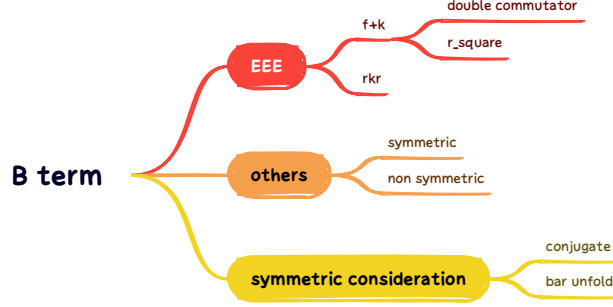 B term
EEE
f+k
double commutator
r_square
rkr
others
symmetric
non symmetric
symmetric consideration
conjugate
bar unfold